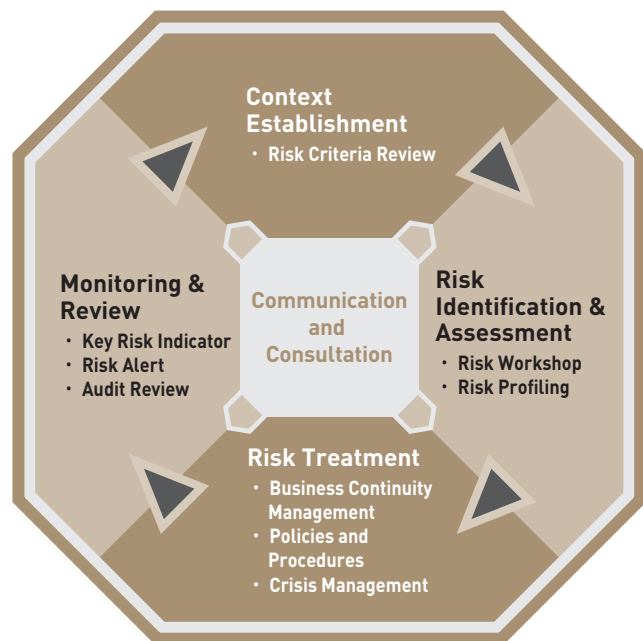 Context
Establishment
· Risk Criteria Review
Monitoring &
Review
· Key Risk Indicator
· Risk Alert
· Audit Review
Communication
and
Consultation
Risk
Identification &
Assessment
· Risk Workshop
· Risk Profiling
Risk Treatment
· Business Continuity
Management
· Policies and
Procedures
· Crisis Management